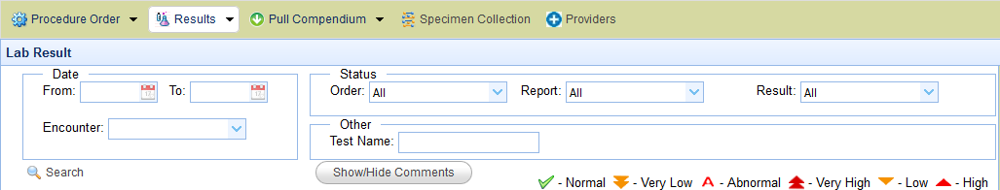 Procedure Order Results Pull Compendium Specimen Collection Providers
Lab Result
Date Status
From: To: Order: All Report: All Result: All
Encounter: Other
Test Name:
Search Show/Hide Comments
- Normal - Very Low A - Abnormal - Very High - Low - High